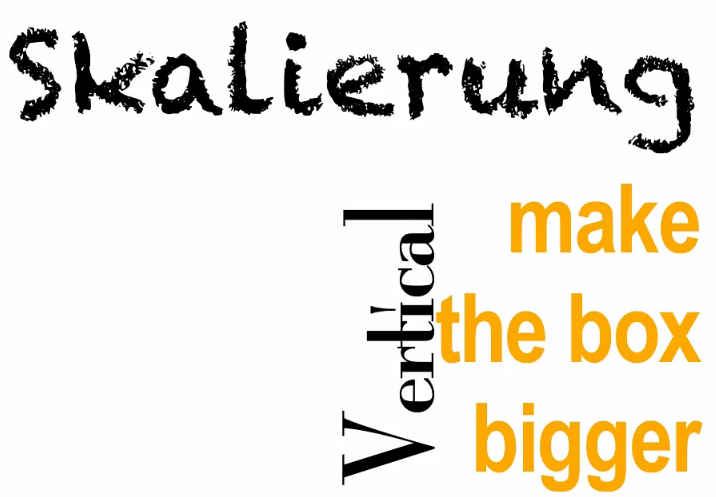 Skalierung
Vertical
make
the box
bigger